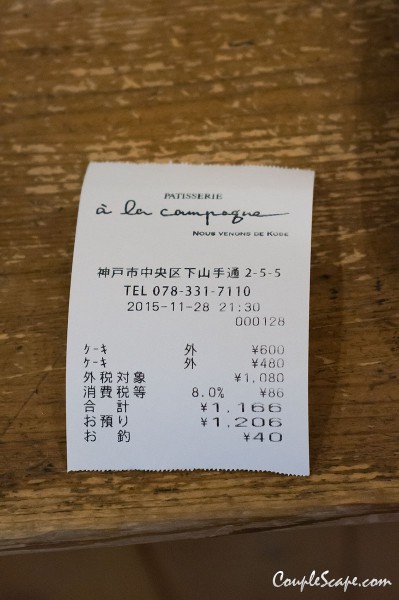 PATISSERIE
à la campagne
NOUS VENONS DE KOBE
神戸市中央区下山手通 2-5-5
TEL 078-331-7110
2015-11-28 21:30
000128
ｹｰｷ 外 ¥600
ｹｰｷ 外 ¥480
外税対象 ¥1,080
消費税等 8.0% ¥86
合 計 ¥1,166
お預り ¥1,206
お 釣 ¥40
CoupleScape.com